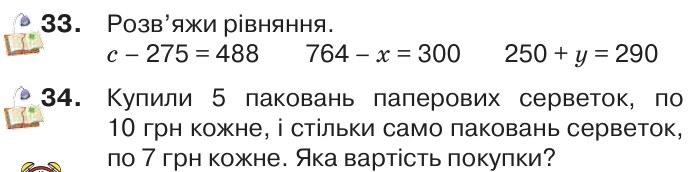 33. Розв’яжи рівняння.
c – 275 = 488 764 – x = 300 250 + y = 290
34. Купили 5 паковань паперових серветок, по
10 грн кожне, і стільки само паковань серветок,
по 7 грн кожне. Яка вартість покупки?